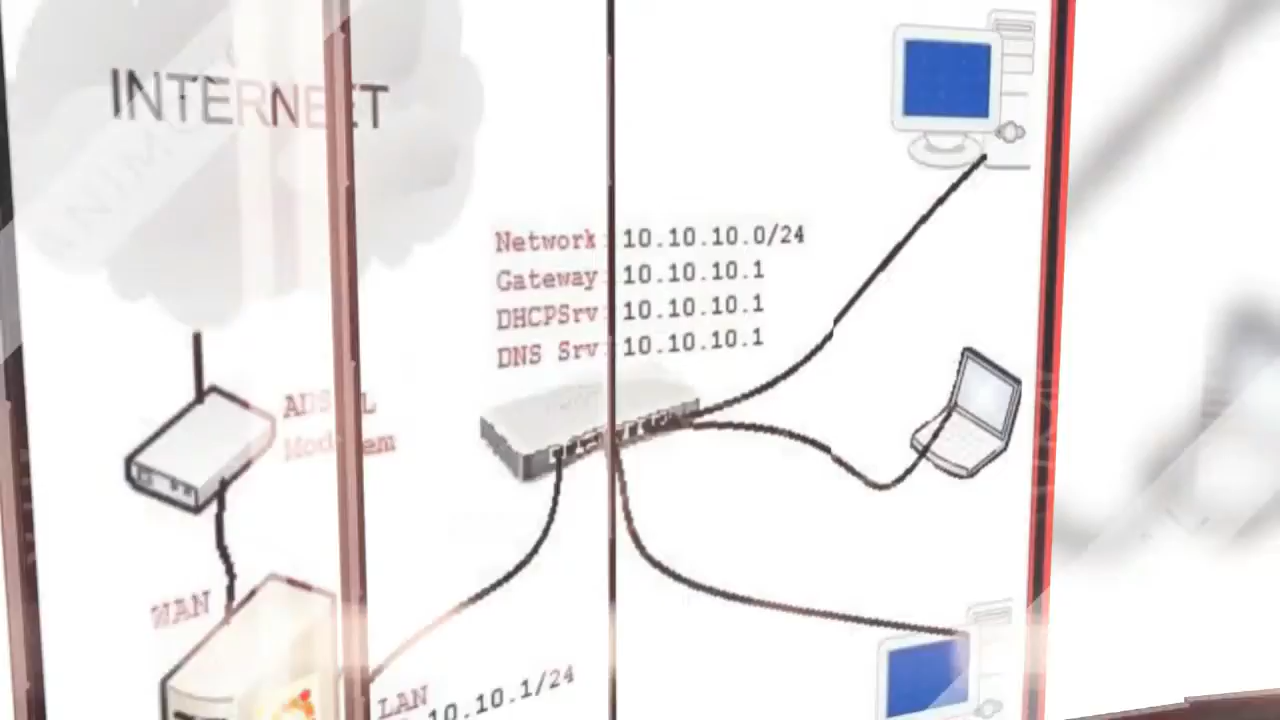 INTERNET
Network: 10.10.10.0/24
Gateway: 10.10.10.1
DHCPSrv: 10.10.10.1
DNS Srv: 10.10.10.1
ADSL
Modem
WAN
LAN
10.10.1/24